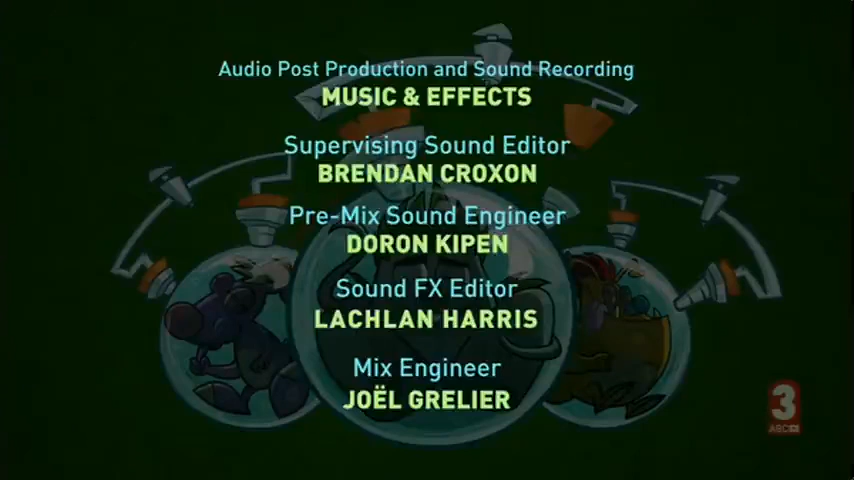 Audio Post Production and Sound Recording
MUSIC & EFFECTS
Supervising Sound Editor
BRENDAN CROXON
Pre-Mix Sound Engineer
DORON KIPEN
Sound FX Editor
LACHLAN HARRIS
Mix Engineer
JOËL GRELIER
3
ABC